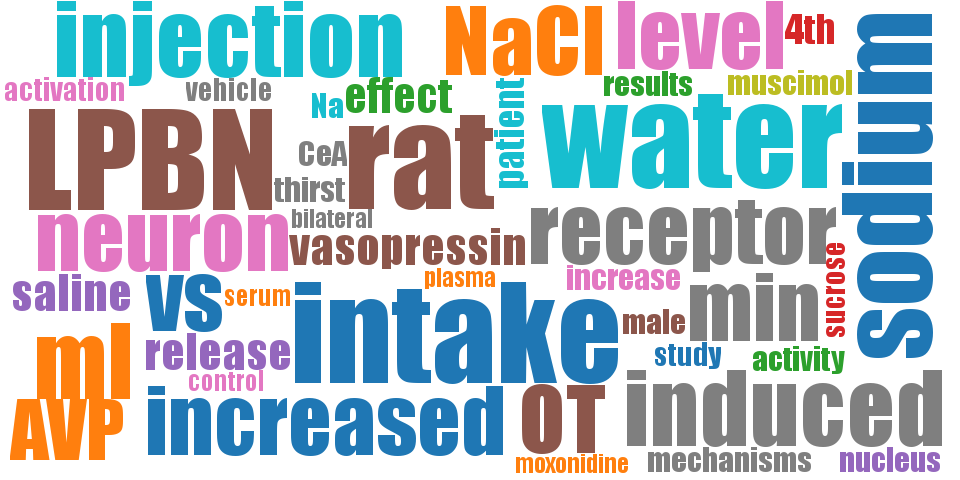 injection
NaCl
level
4th
activation
vehicle
Na
effect
results
muscimol
sodium
LPBN
CeA
rat
patient
water
thirst
bilateral
neuron
vasopressin
receptor
saline
vs
serum
plasma
increase
sucrose
intake
male
min
ml
release
control
study
activity
AVP
increased
OT
induced
moxonidine
mechanisms
nucleus